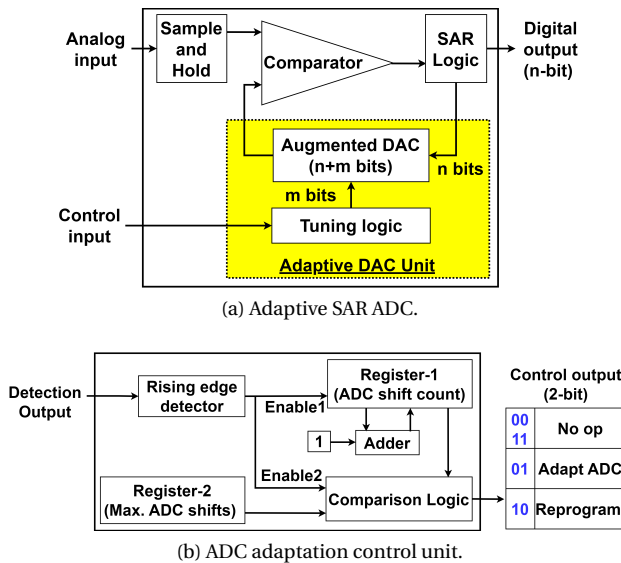 Analog
input
Sample
and
Hold
Comparator
SAR
Logic
Digital
output
(n-bit)
Augmented DAC
(n+m bits)
n bits
m bits
Control
input
Tuning logic
Adaptive DAC Unit
(a) Adaptive SAR ADC.
Detection
Output
Rising edge
detector
Enable1
Register-1
(ADC shift count)
1
Adder
Enable2
Register-2
(Max. ADC shifts)
Comparison Logic
Control output
(2-bit)
00
11
No op
01 Adapt ADC
10 Reprogram
(b) ADC adaptation control unit.